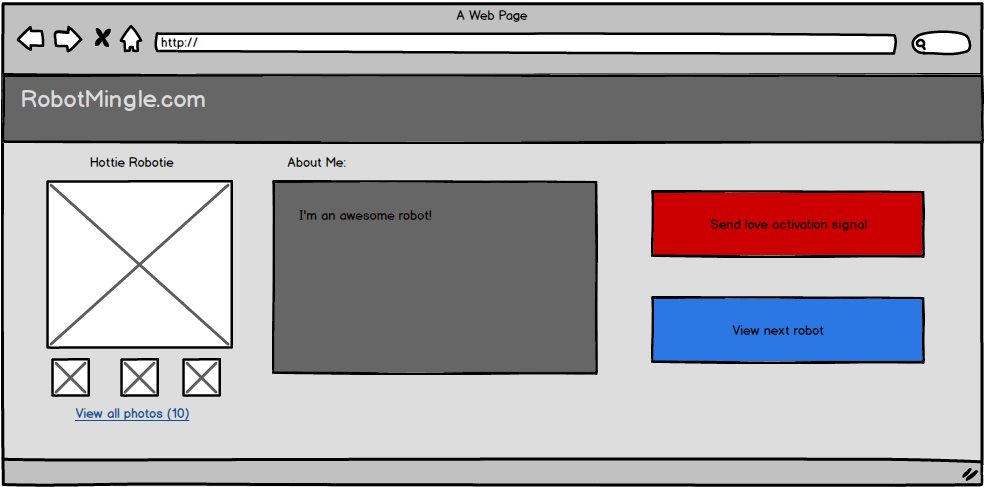 A Web Page
http://
RobotMingle.com
Hottie Robotie
About Me:
I'm an awesome robot!
Send love activation signal
View next robot
View all photos (10)